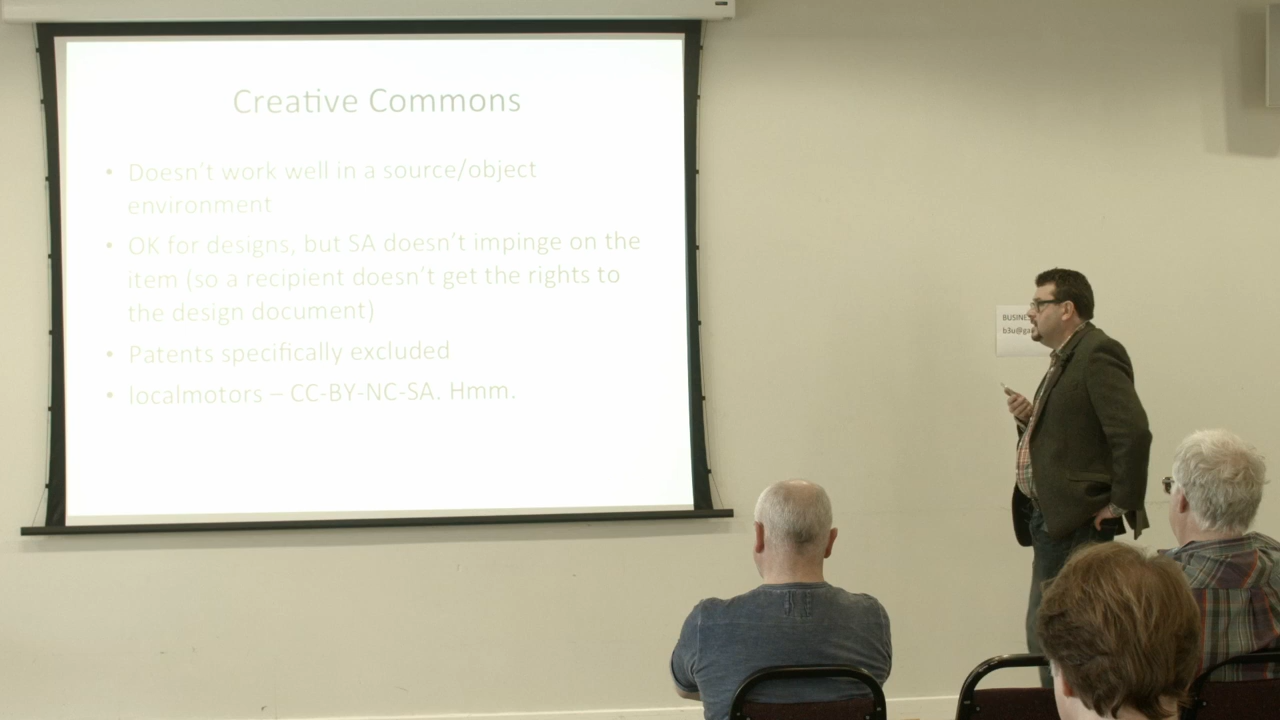 Creative Commons
• Doesn't work well in a source/object
environment
• OK for designs, but SA doesn't impinge on the
item (so a recipient doesn't get the rights to
the design document)
• Patents specifically excluded
• localmotors – CC-BY-NC-SA. Hmm.